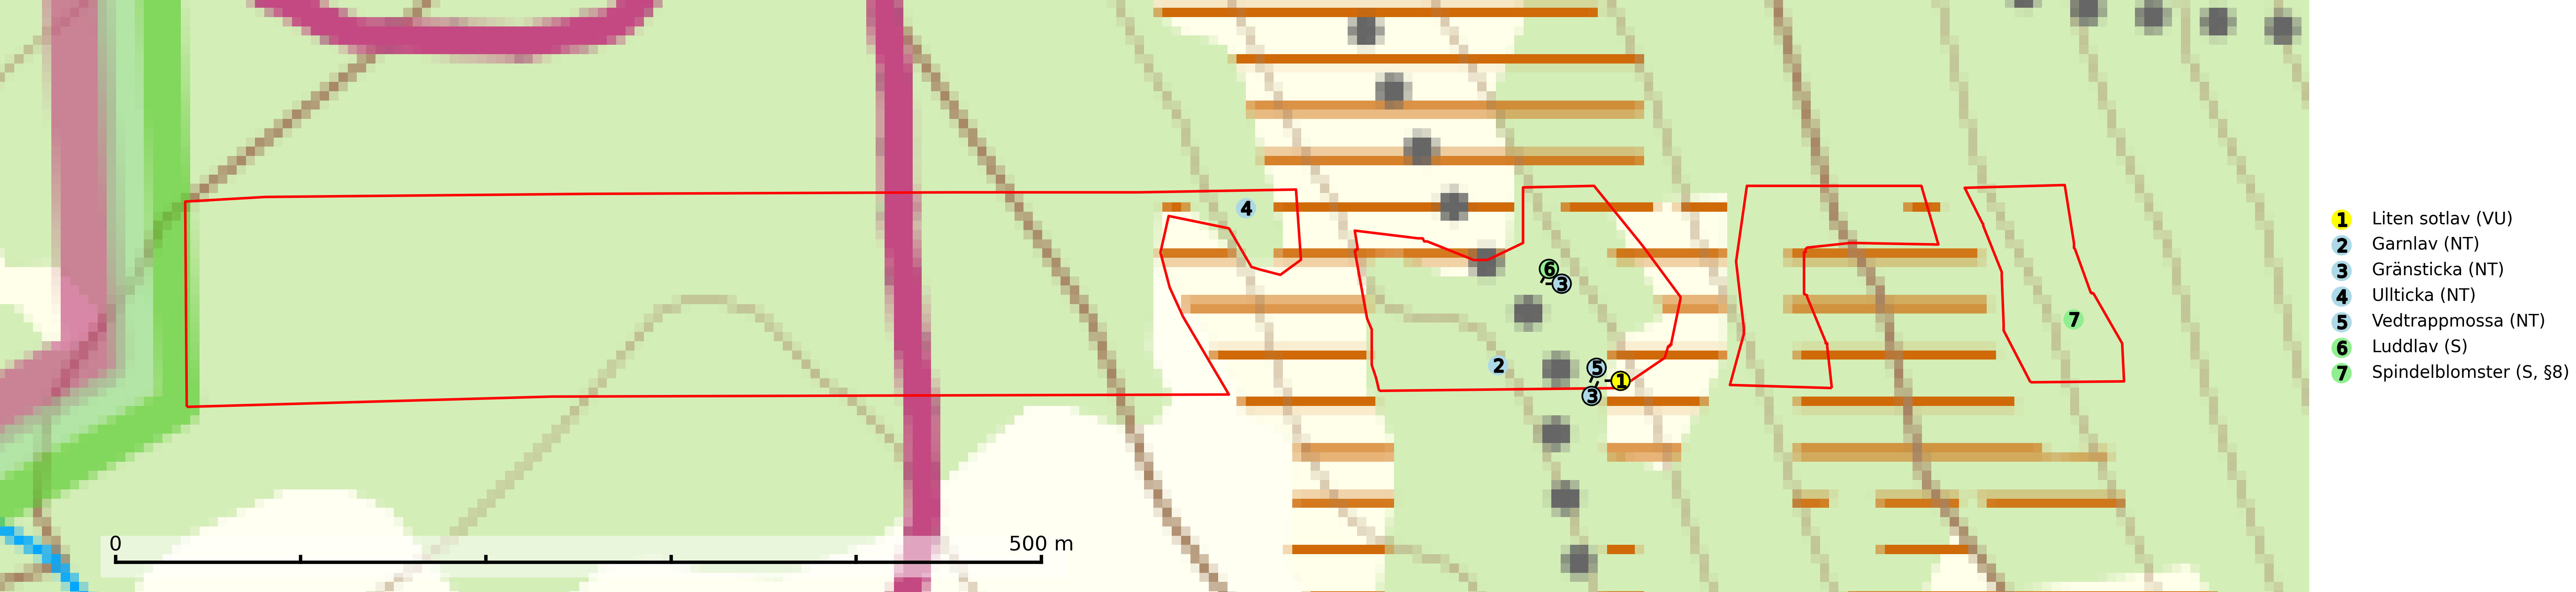 4
6
3
7
2
5
1
3
0
500 m
1 Liten sotlav (VU)
2 Garnlav (NT)
3 Gränsticka (NT)
4 Ullticka (NT)
5 Vedtrappmossa (NT)
6 Luddlav (S)
7 Spindelblomster (S, §8)